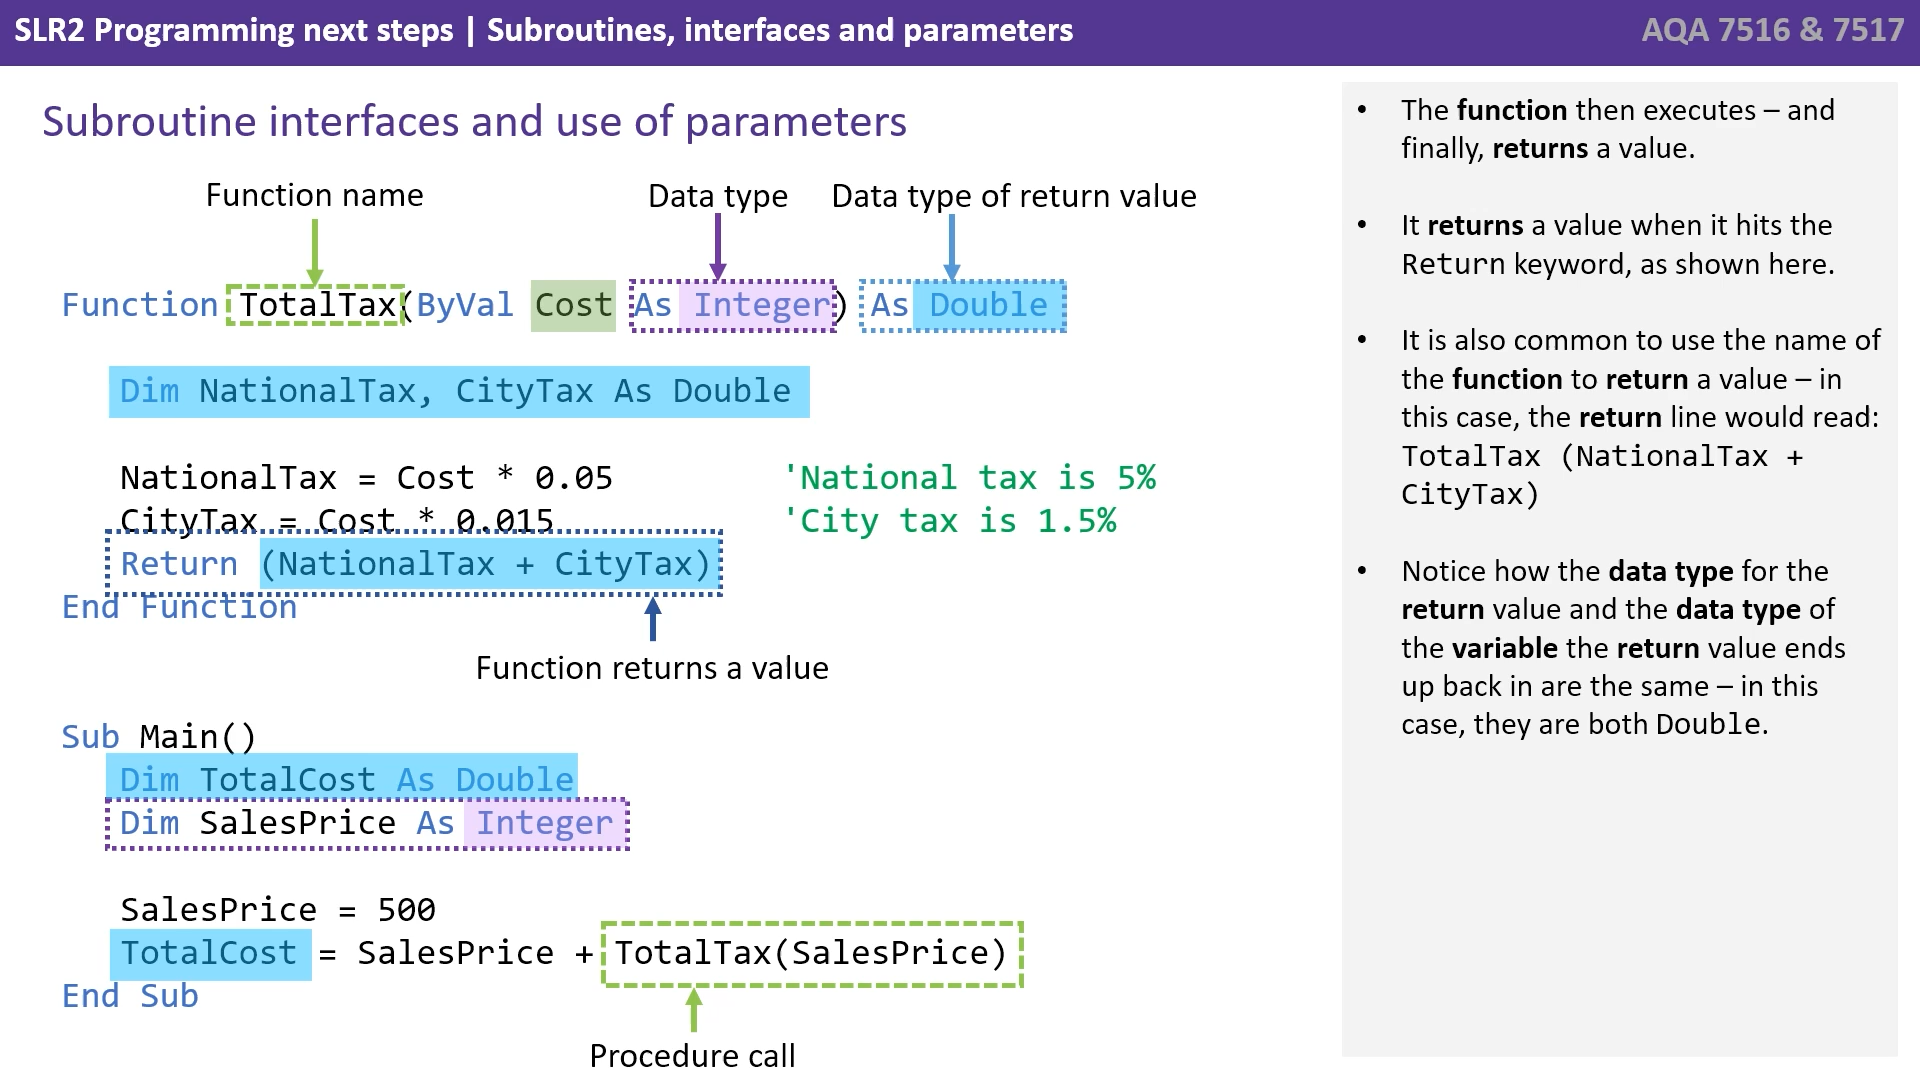 SLR2 Programming next steps | Subroutines, interfaces and parameters
AQA 7516 & 7517
Subroutine interfaces and use of parameters
Function name
Data type
Data type of return value
Function TotalTax(ByVal Cost As Integer) As Double
Dim NationalTax, CityTax As Double
NationalTax = Cost * 0.05 'National tax is 5%
CityTax = Cost * 0.015 'City tax is 1.5%
Return (NationalTax + CityTax)
End Function
Function returns a value
Sub Main()
Dim TotalCost As Double
Dim SalesPrice As Integer
SalesPrice = 500
TotalCost = SalesPrice + TotalTax(SalesPrice)
End Sub
Procedure call
• The function then executes – and
finally, returns a value.
• It returns a value when it hits the
Return keyword, as shown here.
• It is also common to use the name of
the function to return a value – in
this case, the return line would read:
TotalTax (NationalTax +
CityTax)
• Notice how the data type for the
return value and the data type of
the variable the return value ends
up back in are the same – in this
case, they are both Double.